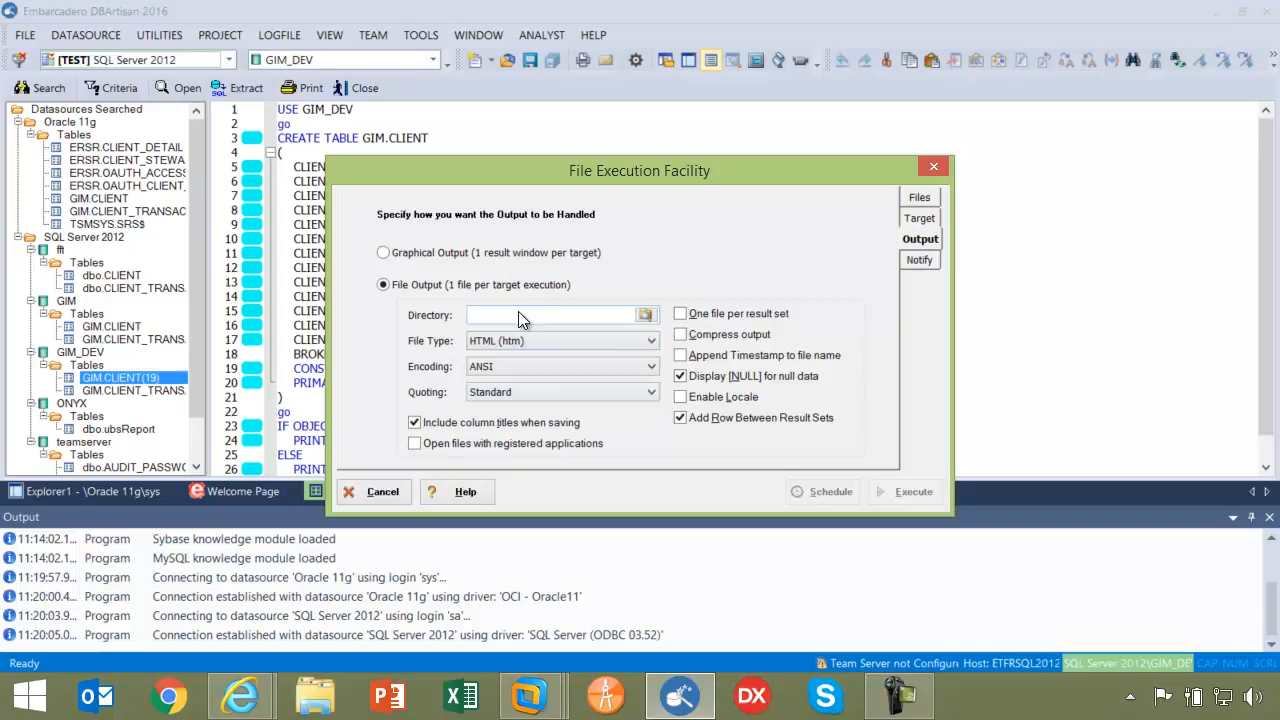 Embarcadero DBArtisan 2016
FILE DATASOURCE UTILITIES PROJECT LOGFILE VIEW TEAM TOOLS WINDOW ANALYST HELP
[TEST] SQL Server 2012 GIM_DEV
Search Criteria Open Extract Print Close
Datasources Searched
Oracle 11g
Tables
ERSR.CLIENT_DETAIL
ERSR.CLIENT_STEWA
ERSR.OAUTH_ACCESS
ERSR.OAUTH_CLIENT_
GIM.CLIENT
GIM.CLIENT_TRANSAC
TSMSYS.SRS$
SQL Server 2012
fft
Tables
dbo.CLIENT
dbo.CLIENT_TRANS.
GIM
Tables
GIM.CLIENT
GIM.CLIENT_TRANS.
GIM_DEV
Tables
GIM.CLIENT(19)
GIM.CLIENT_TRANS.
ONYX
Tables
dbo.ubsReport
teamserver
Tables
dbo.AUDIT_PASSW
1 USE GIM_DEV
2 go
3 CREATE TABLE GIM.CLIENT
4 (
5 CLIEN
6 CLIEN
7 CLIEN
8 CLIEN
9 CLIEN
10 CLIEN
11 CLIEN
12 CLIEN
13 CLIEN
14 CLIEN
15 CLIEN
16 CLIEN
17 CLIEN
18 BROK
19 CONS
20 PRIMA
21 )
22 go
23 IF OBJEC
24 PRINT
25 ELSE
26 PRINT
File Execution Facility
Specify how you want the Output to be Handled
Graphical Output (1 result window per target)
File Output (1 file per target execution)
Directory:
File Type: HTML (htm)
Encoding: ANSI
Quoting: Standard
Include column titles when saving
Open files with registered applications
One file per result set
Compress output
Append Timestamp to file name
Display [NULL] for null data
Enable Locale
Add Row Between Result Sets
Files
Target
Output
Notify
Cancel Help Schedule Execute
Explorer1 - \Oracle 11g\sys Welcome Page
Output
11:14:02.1... Program Sybase knowledge module loaded
11:14:02.1... Program MySQL knowledge module loaded
11:19:57.9... Program Connecting to datasource 'Oracle 11g' using login 'sys'...
11:20:00.4... Program Connection established with datasource 'Oracle 11g' using driver: 'OCI - Oracle11'
11:20:03.9... Program Connecting to datasource 'SQL Server 2012' using login 'sa'...
11:20:05.0... Program Connection established with datasource 'SQL Server 2012' using driver: 'SQL Server (ODBC 03.52)'
Ready Team Server not Configure Host: ETFRSQL2012 SQL Server 2012\GIM_DE CAP NUM SCRL